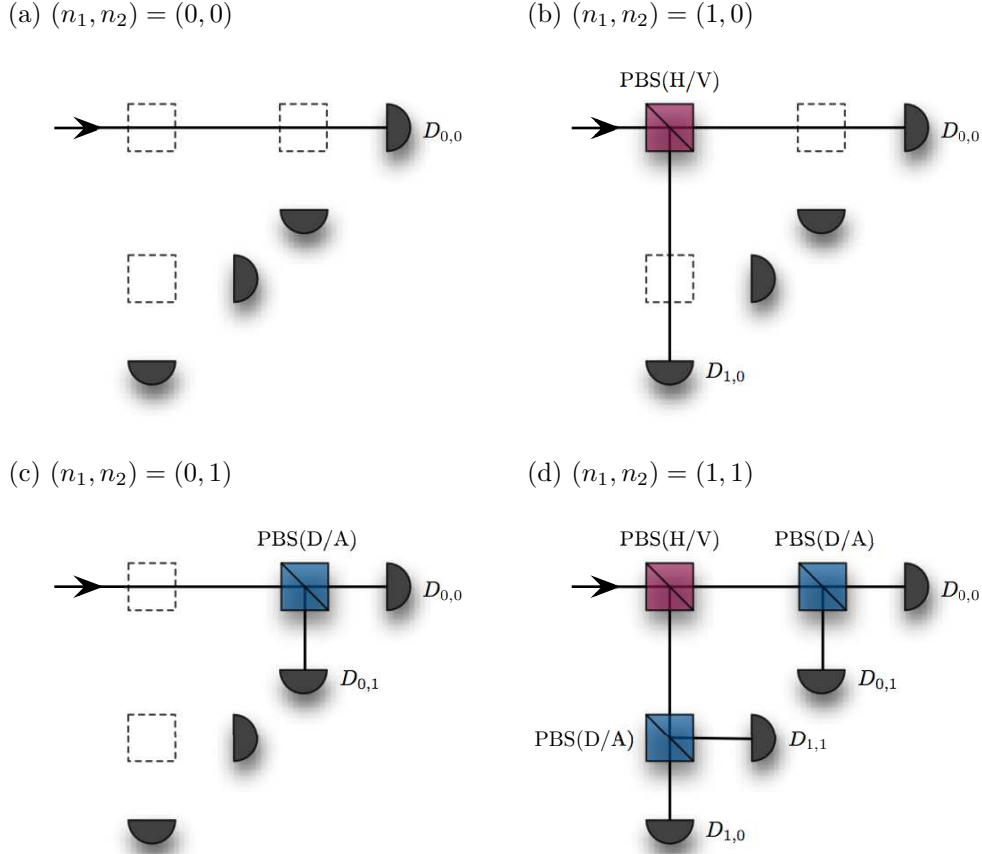 (a) (n₁, n₂) = (0, 0)
D₀,₀
(b) (n₁, n₂) = (1, 0)
PBS(H/V)
D₀,₀
D₁,₀
(c) (n₁, n₂) = (0, 1)
PBS(D/A)
D₀,₀
D₀,₁
(d) (n₁, n₂) = (1, 1)
PBS(H/V) PBS(D/A)
D₀,₀
D₀,₁
PBS(D/A)
D₁,₁
D₁,₀